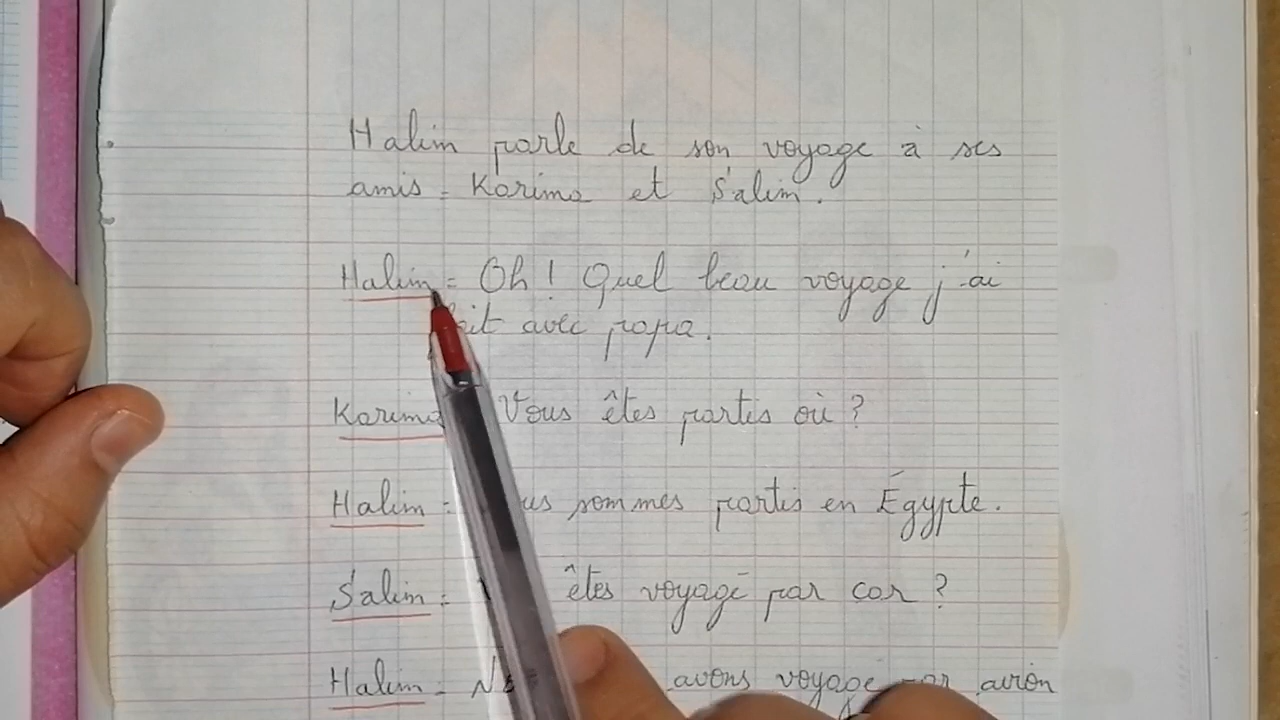 Halim parle de son voyage à ses
amis = Karima et Salim.
Halim = Oh ! Quel beau voyage j'ai
avec papa.
Karima Vous êtes partis où ?
Halim = sommes partis en Égypte.
Salim = êtes voyagé par car ?
Halim = avons voyagé avion